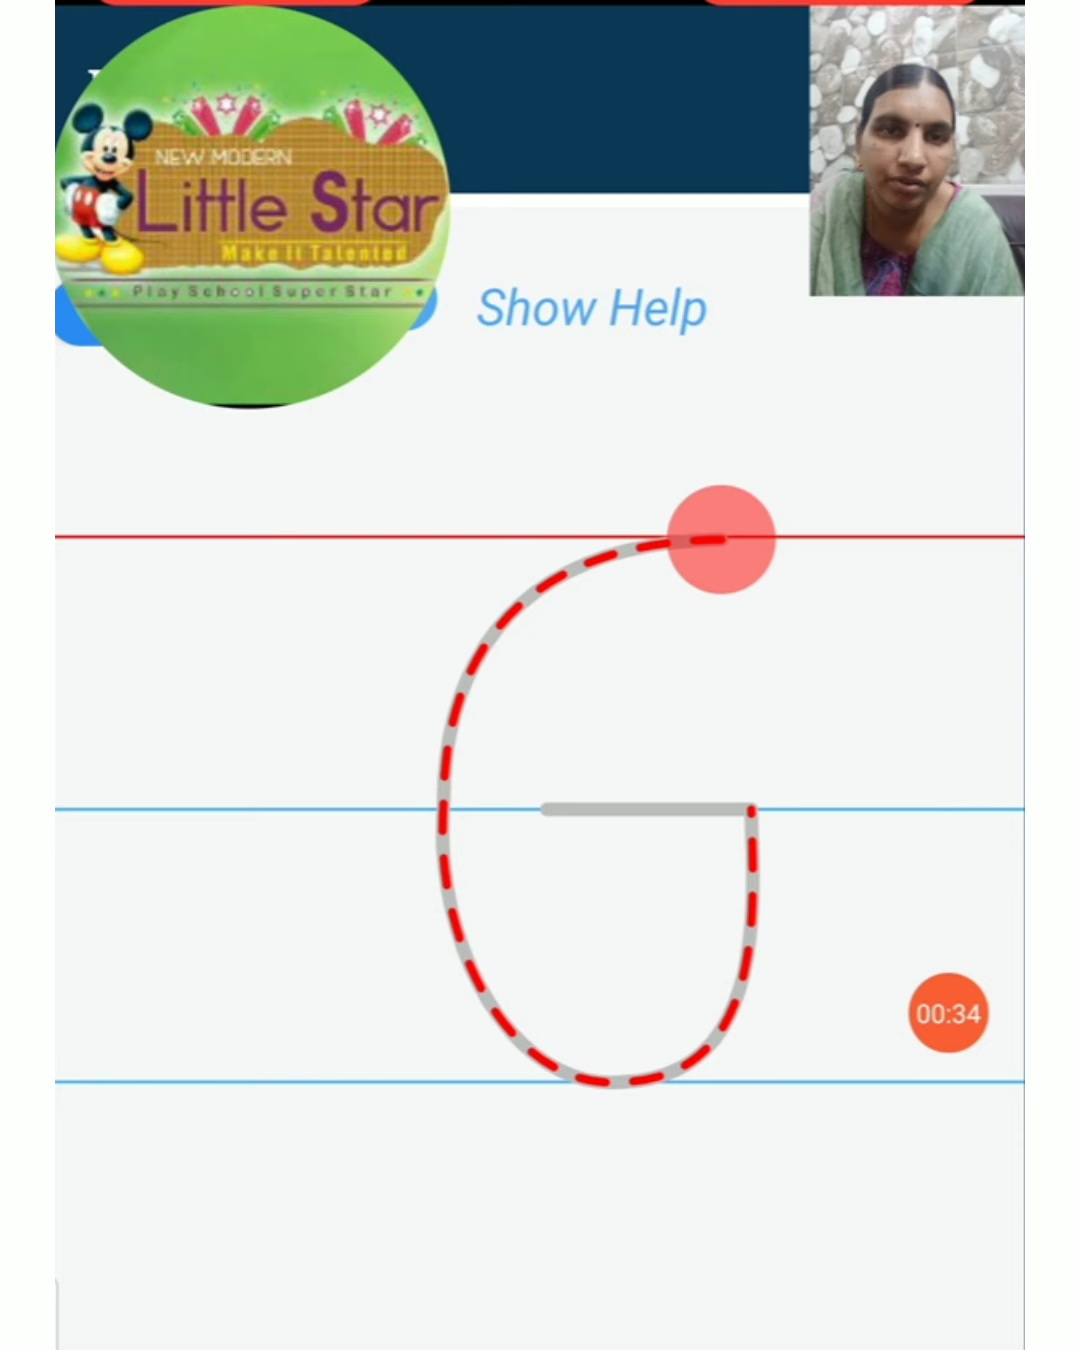 NEW MODERN
Little Star
Make It Talented
Play School Super Star
Show Help
G
00:34